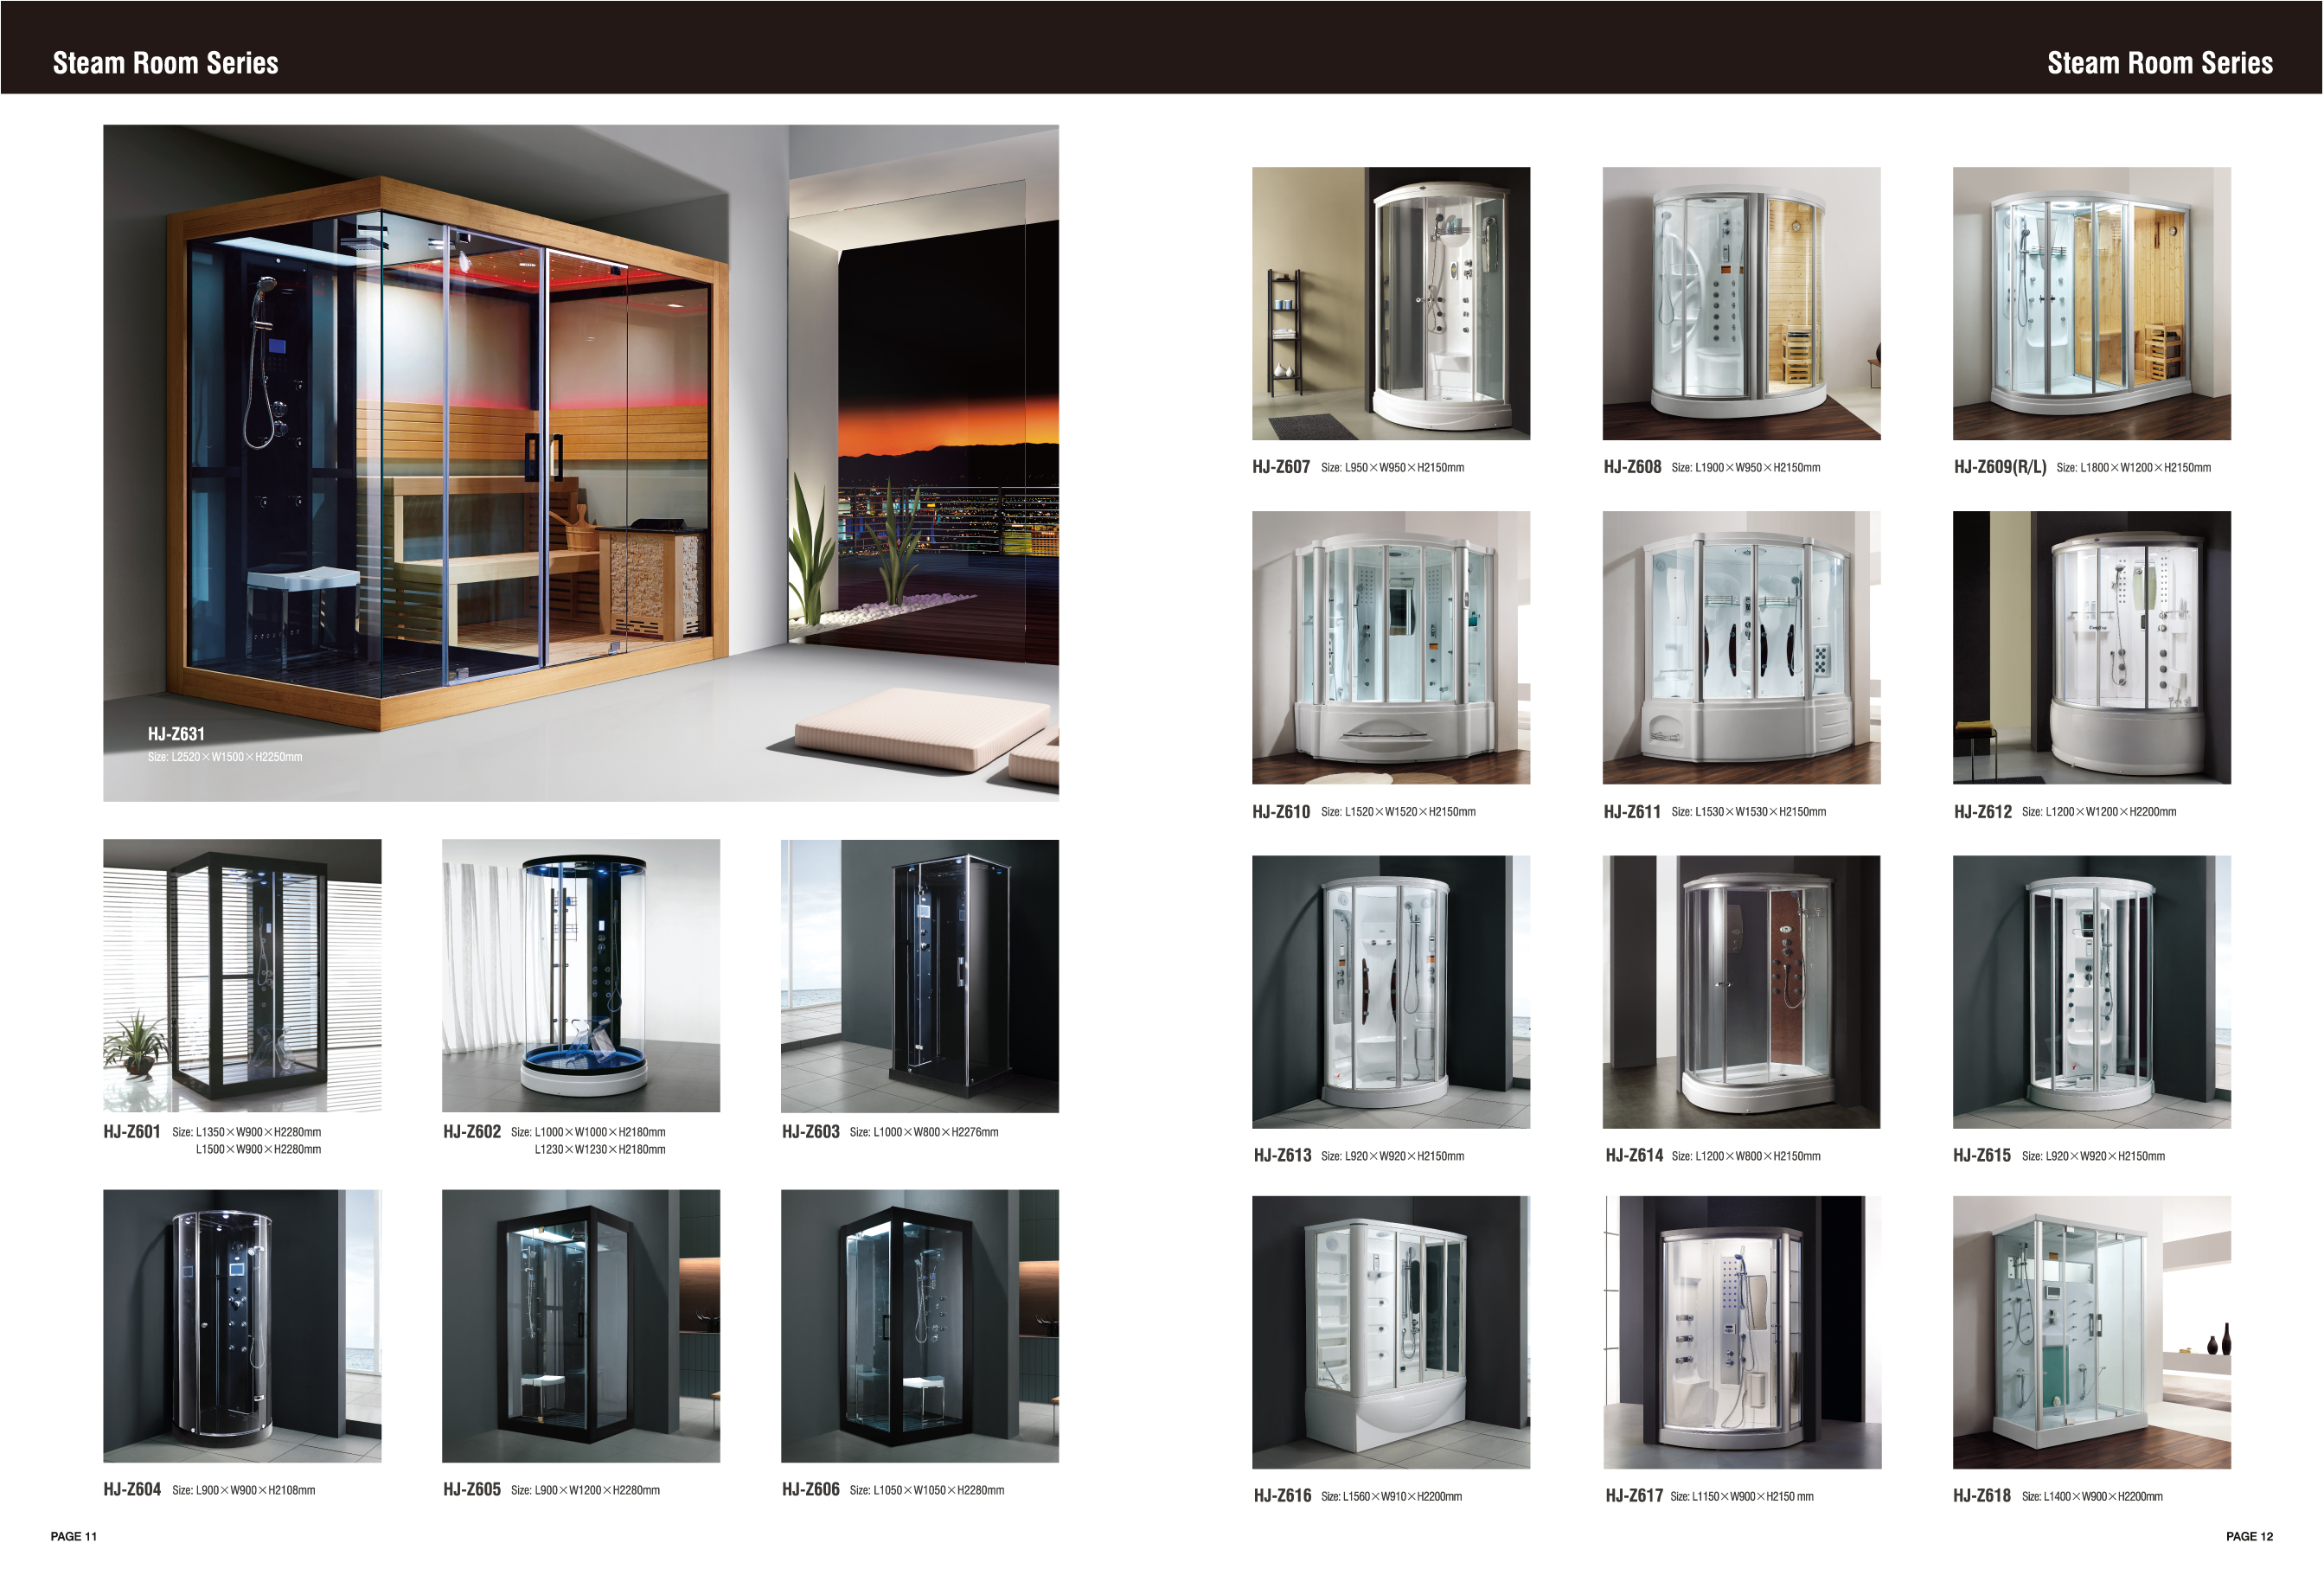 Steam Room Series
Steam Room Series
HJ-Z631
Size: L2520×W1500×H2250mm
HJ-Z601 Size: L1350×W900×H2280mm
L1500×W900×H2280mm
HJ-Z602 Size: L1000×W1000×H2180mm
L1230×W1230×H2180mm
HJ-Z603 Size: L1000×W800×H2276mm
HJ-Z604 Size: L900×W900×H2108mm
HJ-Z605 Size: L900×W1200×H2280mm
HJ-Z606 Size: L1050×W1050×H2280mm
PAGE 11
HJ-Z607 Size: L950×W950×H2150mm
HJ-Z608 Size: L1900×W950×H2150mm
HJ-Z609(R/L) Size: L1800×W1200×H2150mm
HJ-Z610 Size: L1520×W1520×H2150mm
HJ-Z611 Size: L1530×W1530×H2150mm
HJ-Z612 Size: L1200×W1200×H2200mm
HJ-Z613 Size: L920×W920×H2150mm
HJ-Z614 Size: L1200×W800×H2150mm
HJ-Z615 Size: L920×W920×H2150mm
HJ-Z616 Size: L1560×W910×H2200mm
HJ-Z617 Size: L1150×W900×H2150 mm
HJ-Z618 Size: L1400×W900×H2200mm
PAGE 12